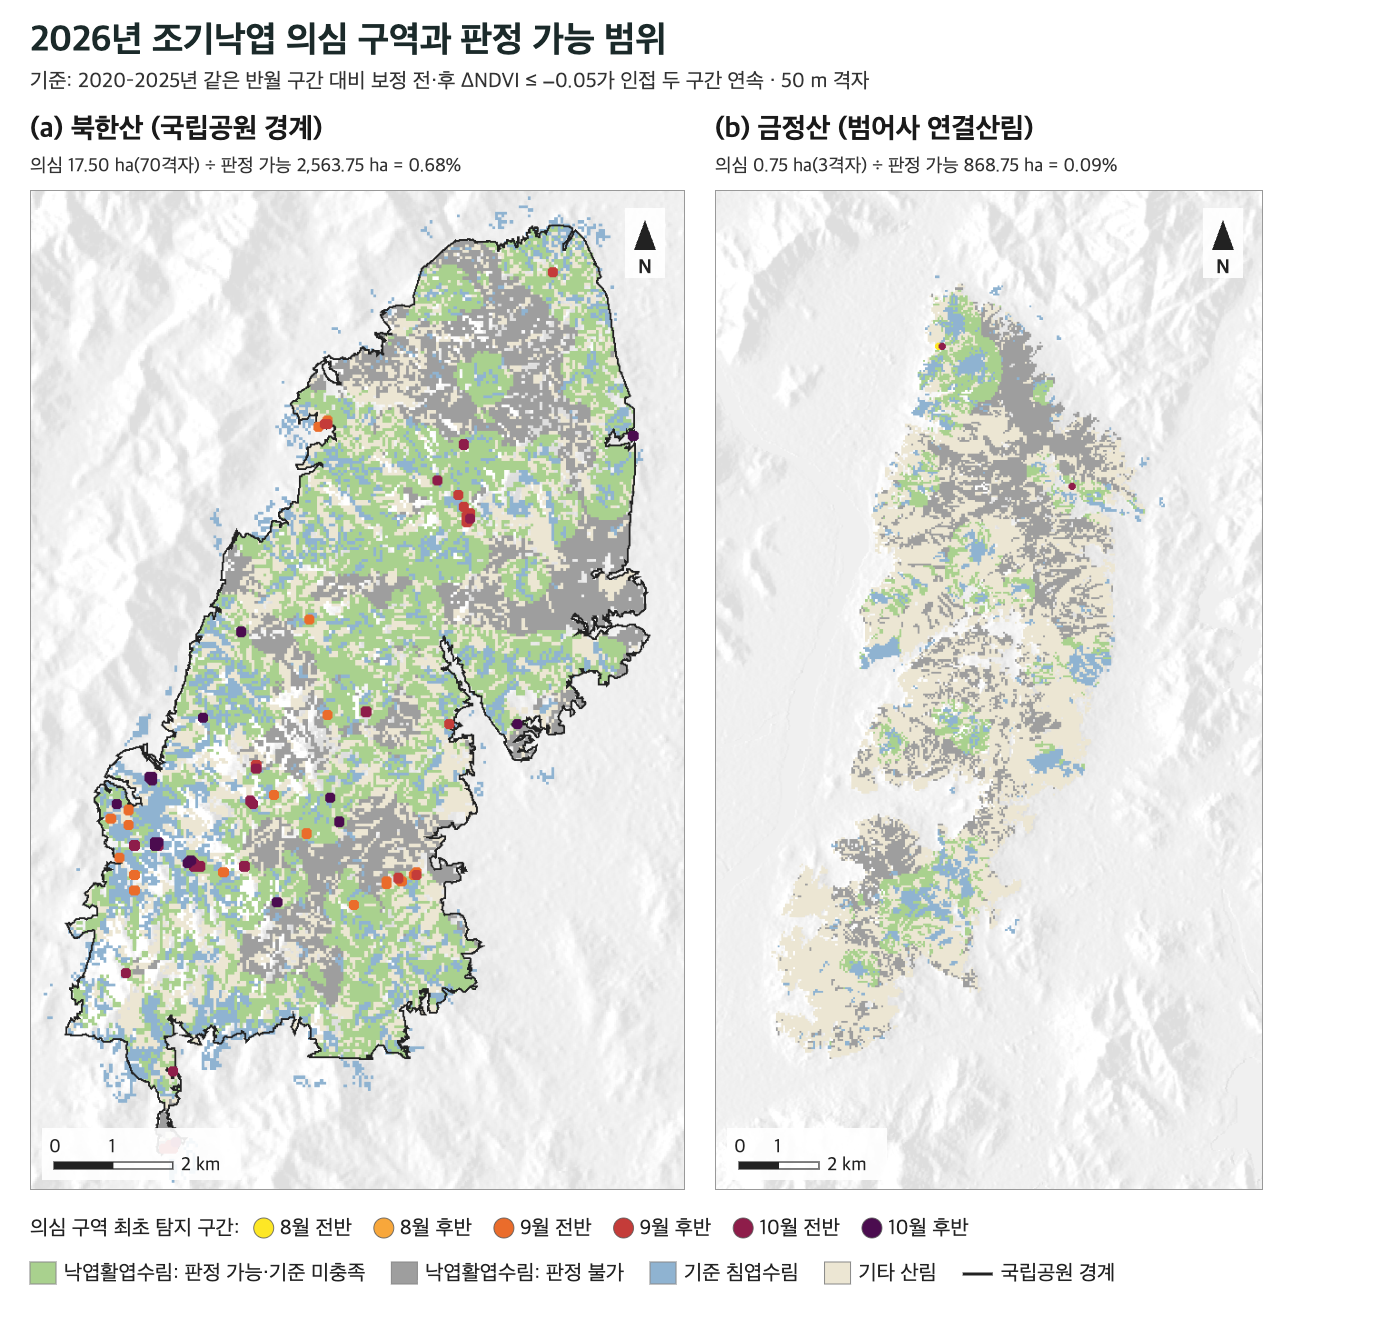 2026년 조기낙엽 의심 구역과 판정 가능 범위
기준: 2020-2025년 같은 반월 구간 대비 보정 전·후 ΔNDVI ≤ −0.05가 인접 두 구간 연속 · 50 m 격자
(a) 북한산 (국립공원 경계)
의심 17.50 ha(70격자) ÷ 판정 가능 2,563.75 ha = 0.68%
N
0 1 2 km
(b) 금정산 (범어사 연결산림)
의심 0.75 ha(3격자) ÷ 판정 가능 868.75 ha = 0.09%
N
0 1 2 km
의심 구역 최초 탐지 구간: 8월 전반 8월 후반 9월 전반 9월 후반 10월 전반 10월 후반
낙엽활엽수림: 판정 가능·기준 미충족 낙엽활엽수림: 판정 불가 기준 침엽수림 기타 산림 국립공원 경계